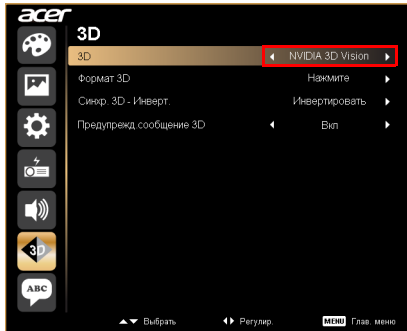 acer
3D
3D NVIDIA 3D Vision
Формат 3D Нажмите
Синхр. 3D - Инверт. Инвертировать
Предупрежд.сообщение 3D Вкл
3D
ABC
Выбрать Регулир. MENU Глав. меню